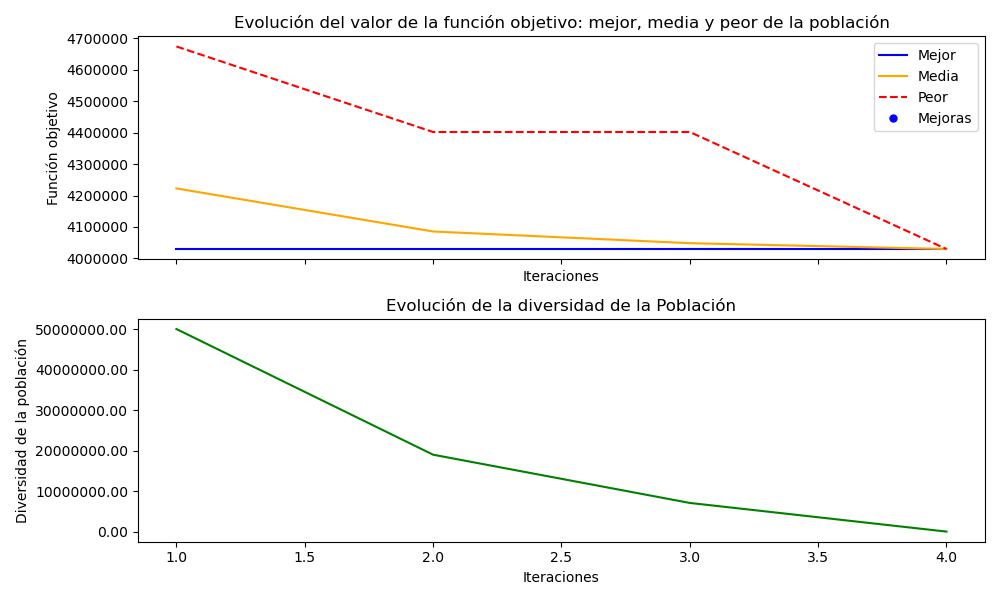 Evolución del valor de la función objetivo: mejor, media y peor de la población
4700000
4600000
4500000
4400000
4300000
4200000
4100000
4000000
Función objetivo
Mejor
Media
Peor
Mejoras
Iteraciones
Evolución de la diversidad de la Población
50000000.00
40000000.00
30000000.00
20000000.00
10000000.00
0.00
Diversidad de la población
1.0 1.5 2.0 2.5 3.0 3.5 4.0
Iteraciones